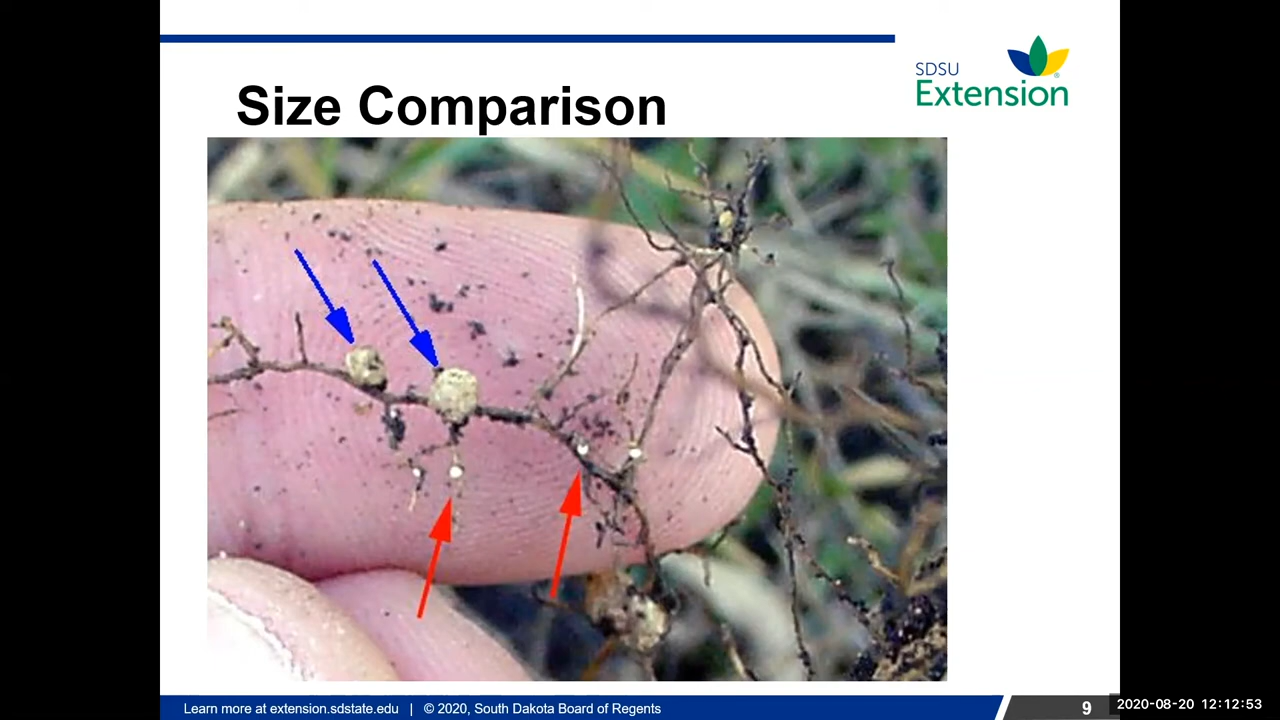 SDSU
Extension
Size Comparison
Learn more at extension.sdstate.edu | © 2020, South Dakota Board of Regents
9
2020-08-20 12:12:53